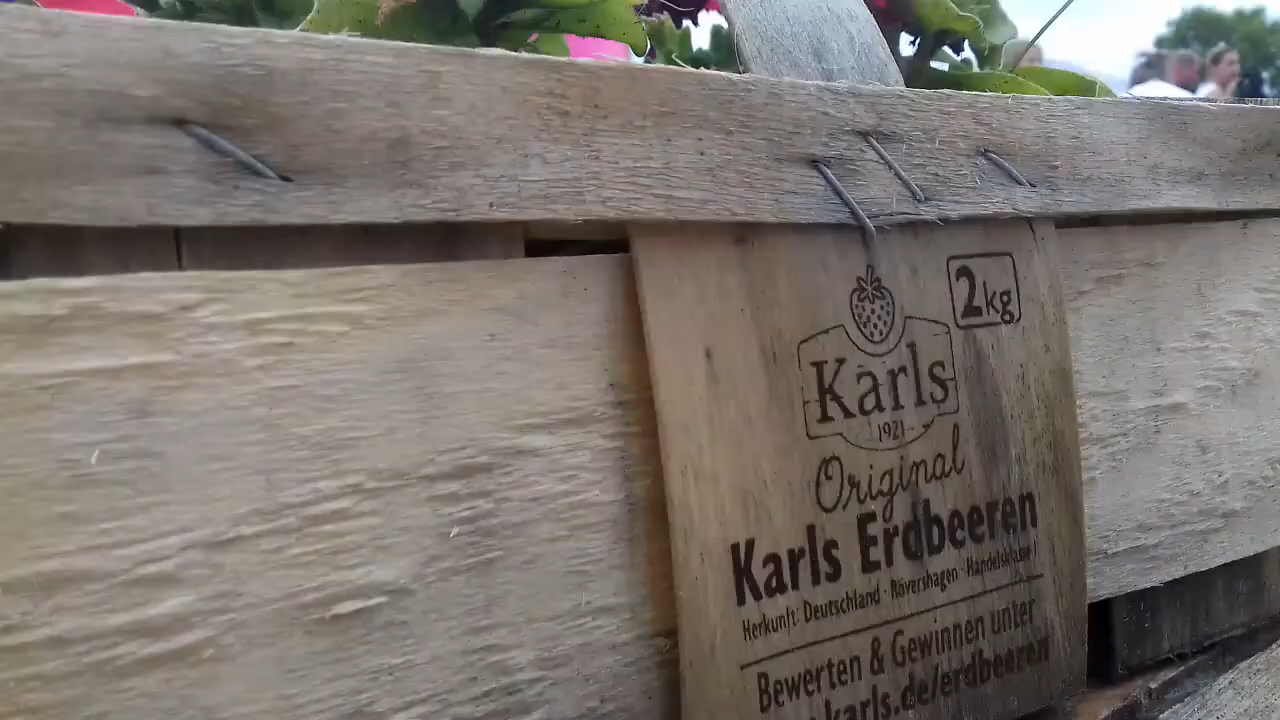 2kg
Karls
1921
Original
Karls Erdbeeren
Herkunft: Deutschland · Rövershagen · Handelsklasse I
Bewerten & Gewinnen unter
karls.de/erdbeeren